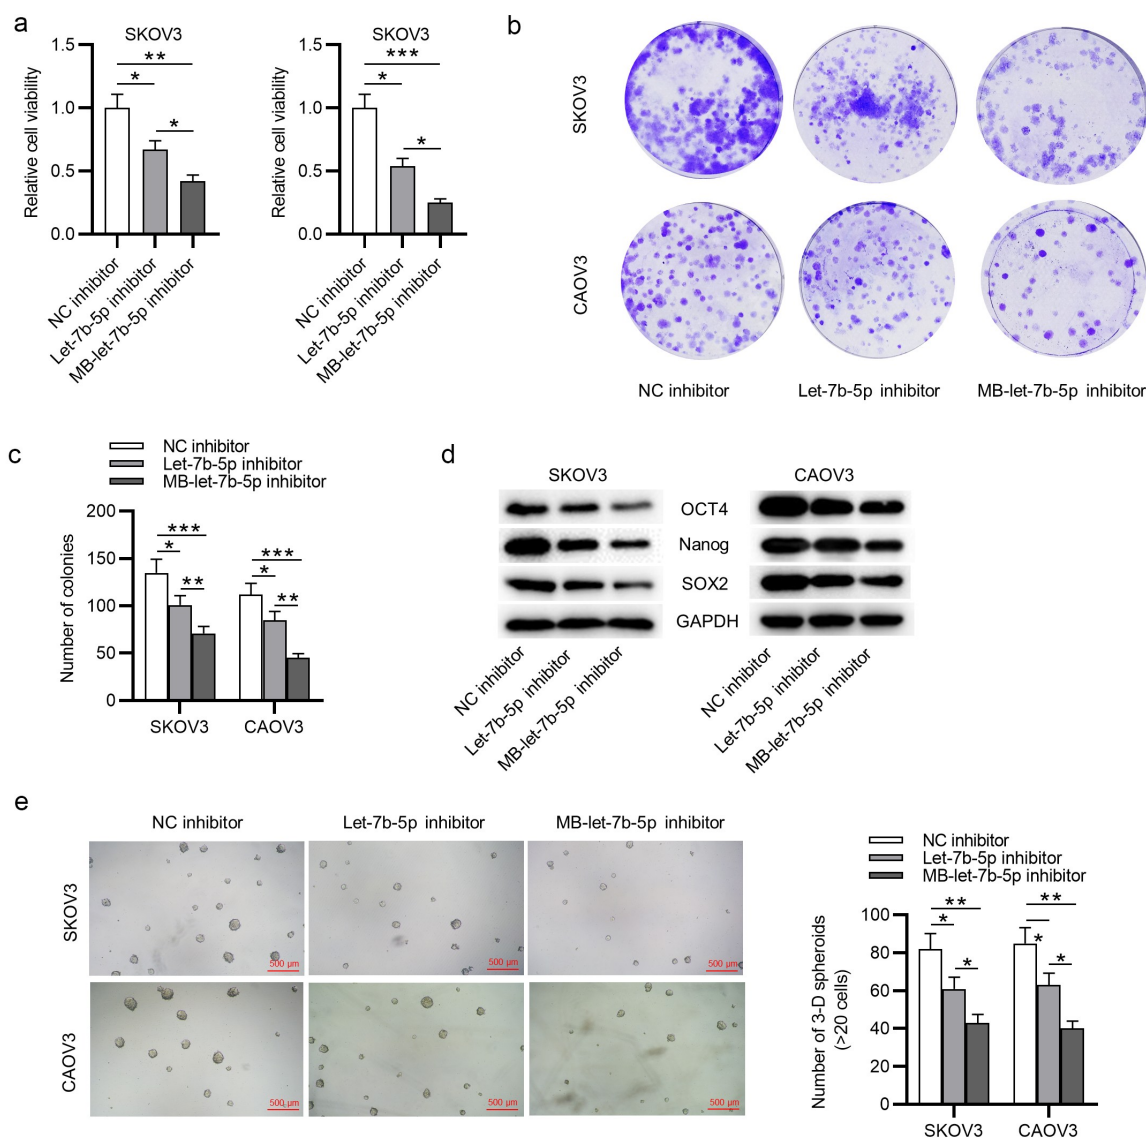 a
SKOV3
Relative cell viability
1.5
1.0
0.5
0.0
**
*
*
NC inhibitor
Let-7b-5p inhibitor
MB-let-7b-5p inhibitor
SKOV3
Relative cell viability
1.5
1.0
0.5
0.0
***
*
*
NC inhibitor
Let-7b-5p inhibitor
MB-let-7b-5p inhibitor
b
SKOV3
CAOV3
NC inhibitor
Let-7b-5p inhibitor
MB-let-7b-5p inhibitor
c
NC inhibitor
Let-7b-5p inhibitor
MB-let-7b-5p inhibitor
Number of colonies
200
150
100
50
0
***
*
**
***
*
**
SKOV3
CAOV3
d
SKOV3
CAOV3
OCT4
Nanog
SOX2
GAPDH
NC inhibitor
Let-7b-5p inhibitor
MB-let-7b-5p inhibitor
NC inhibitor
Let-7b-5p inhibitor
MB-let-7b-5p inhibitor
e
NC inhibitor
Let-7b-5p inhibitor
MB-let-7b-5p inhibitor
SKOV3
500 µm
500 µm
500 µm
CAOV3
500 µm
500 µm
500 µm
NC inhibitor
Let-7b-5p inhibitor
MB-let-7b-5p inhibitor
Number of 3-D spheroids
(>20 cells)
100
80
60
40
20
0
**
*
*
**
*
*
SKOV3
CAOV3